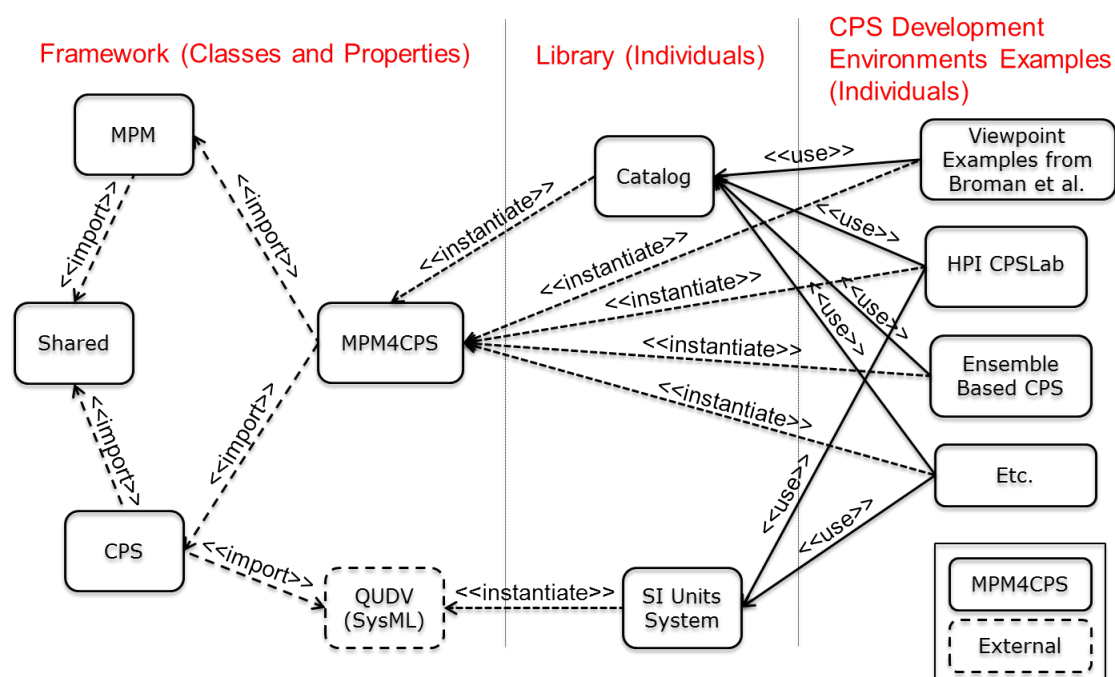 Framework (Classes and Properties)
Library (Individuals)
CPS Development
Environments Examples
(Individuals)
MPM
Catalog
Viewpoint
Examples from
Broman et al.
<<use>>
<<import>>
<<import>>
<<instantiate>>
<<use>>
<<instantiate>>
HPI CPSLab
<<instantiate>>
<<use>>
<<use>>
Shared
MPM4CPS
<<instantiate>>
Ensemble
Based CPS
<<import>>
<<import>>
<<instantiate>>
Etc.
<<use>>
<<use>>
CPS
<<import>>
QUDV
(SysML)
<<instantiate>>
SI Units
System
MPM4CPS
External